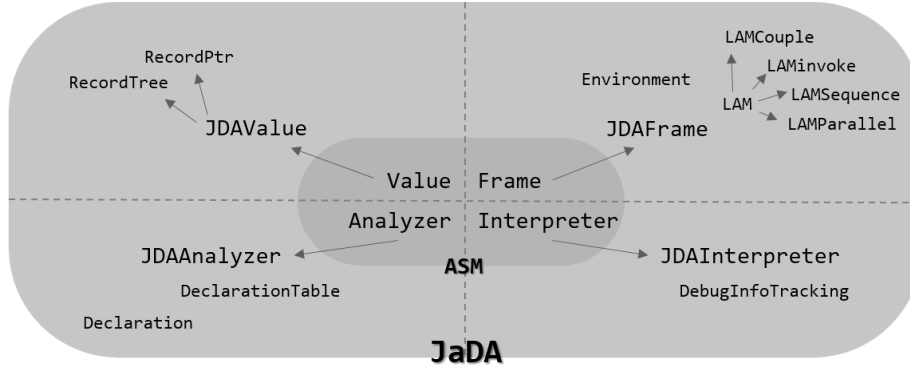 LAMCouple
RecordPtr
LAMinvoke
RecordTree
Environment
LAMSequence
LAM
LAMParallel
JDAValue
JDAFrame
Value
Frame
Analyzer
Interpreter
JDAAnalyzer
ASM
JDAInterpreter
DeclarationTable
DebugInfoTracking
Declaration
JaDA